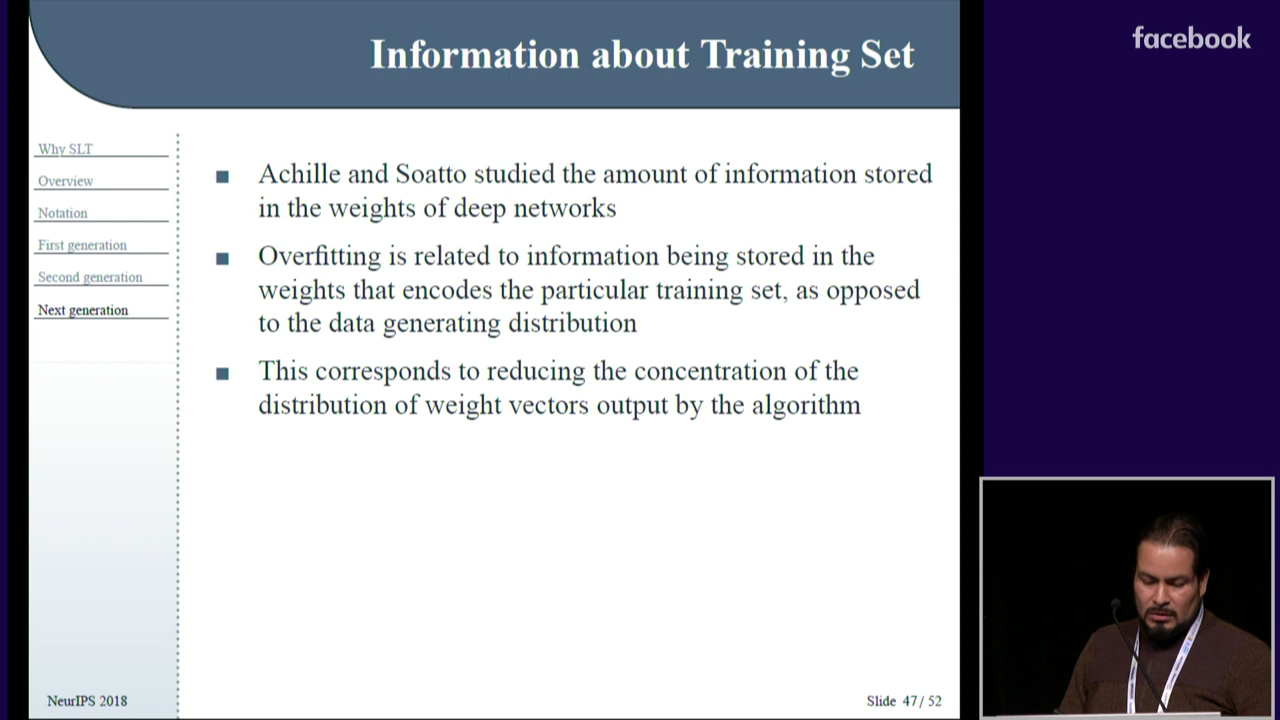 Information about Training Set
facebook
Why SLT
Overview
Notation
First generation
Second generation
Next generation
Achille and Soatto studied the amount of information stored
in the weights of deep networks
Overfitting is related to information being stored in the
weights that encodes the particular training set, as opposed
to the data generating distribution
This corresponds to reducing the concentration of the
distribution of weight vectors output by the algorithm
NeurIPS 2018
Slide 47/ 52